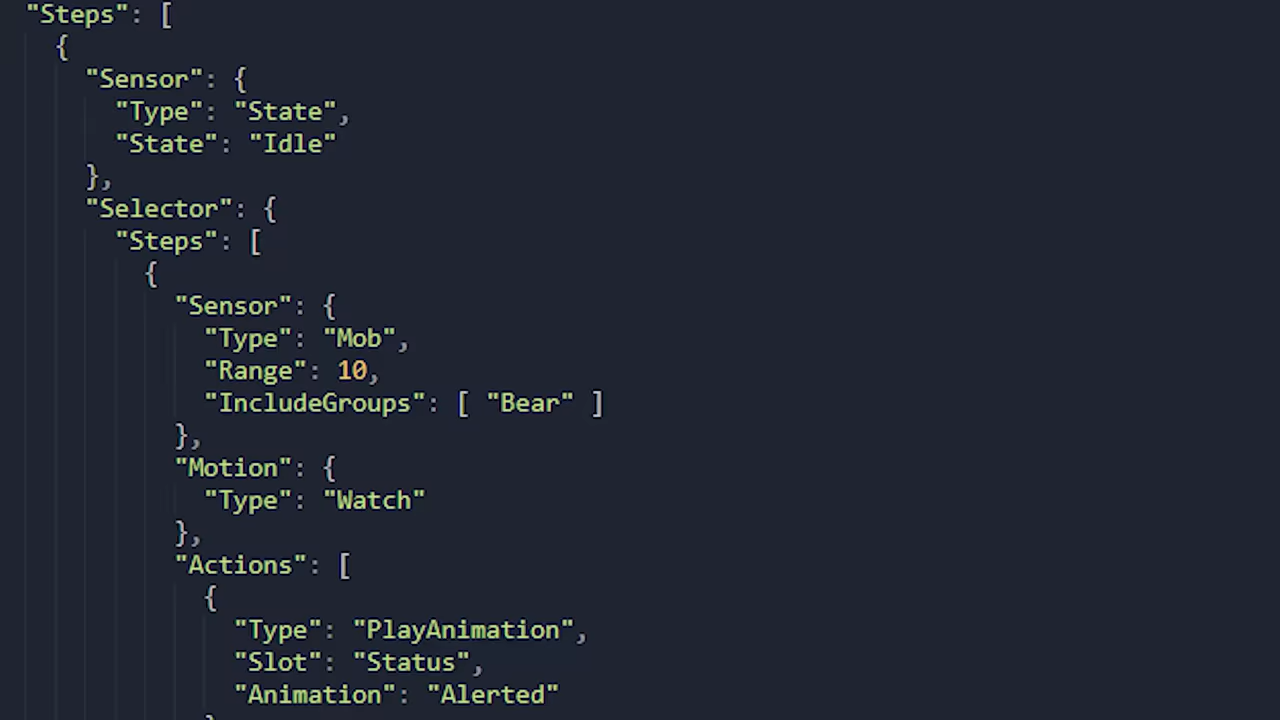 "Steps": [
{
"Sensor": {
"Type": "State",
"State": "Idle"
},
"Selector": {
"Steps": [
{
"Sensor": {
"Type": "Mob",
"Range": 10,
"IncludeGroups": [ "Bear" ]
},
"Motion": {
"Type": "Watch"
},
"Actions": [
{
"Type": "PlayAnimation",
"Slot": "Status",
"Animation": "Alerted"
}